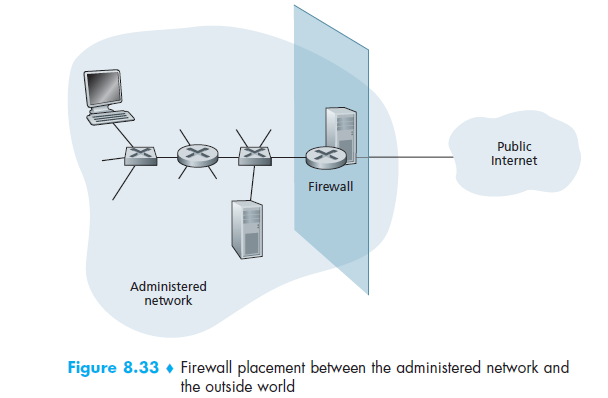 Public
Internet
Firewall
Administered
network
Figure 8.33 ♦ Firewall placement between the administered network and
the outside world